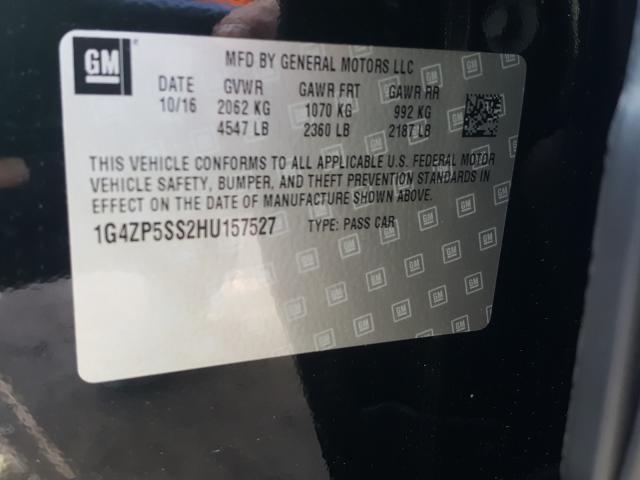 GM
MFD BY GENERAL MOTORS LLC
DATE GVWR GAWR FRT GAWR RR
10/16 2062 KG 1070 KG 992 KG
4547 LB 2360 LB 2187 LB
THIS VEHICLE CONFORMS TO ALL APPLICABLE U.S. FEDERAL MOTOR
VEHICLE SAFETY, BUMPER, AND THEFT PREVENTION STANDARDS IN
EFFECT ON THE DATE OF MANUFACTURE SHOWN ABOVE.
1G4ZP5SS2HU157527 TYPE: PASS CAR